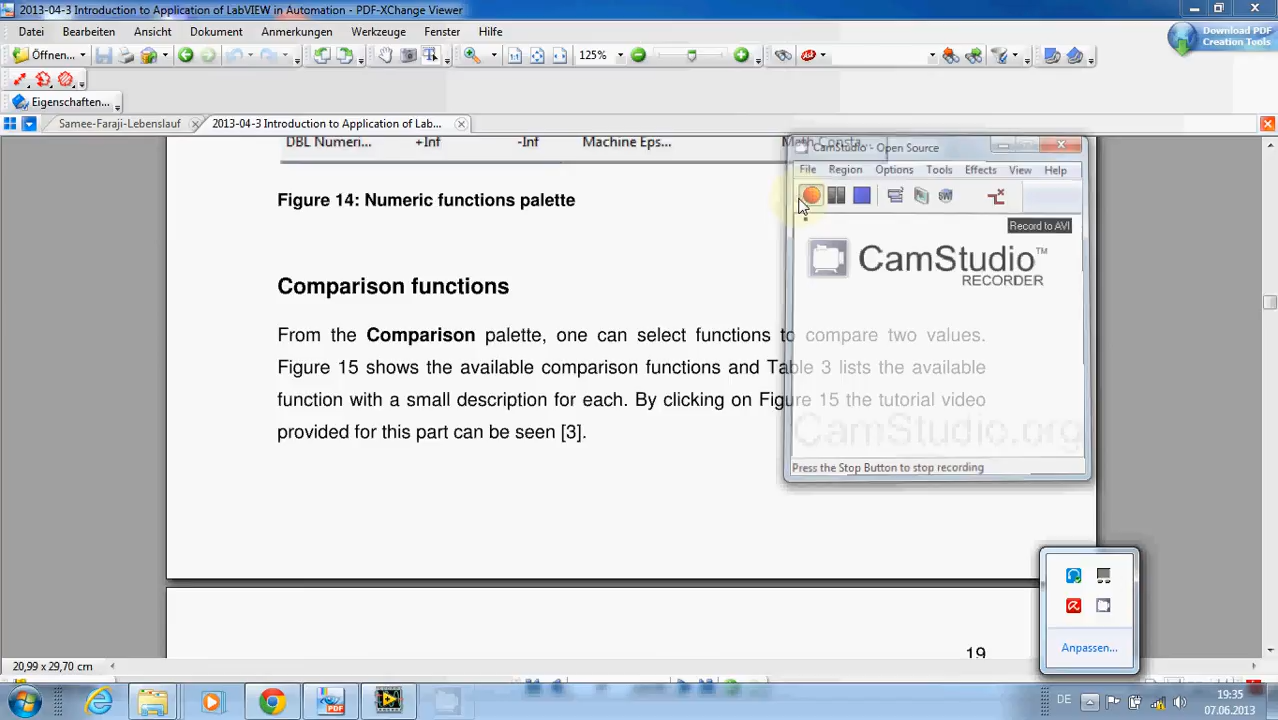 2013-04-3 Introduction to Application of LabVIEW in Automation - PDF-XChange Viewer
Datei Bearbeiten Ansicht Dokument Anmerkungen Werkzeuge Fenster Hilfe
Download PDF
Creation Tools
Öffnen...
125%
Eigenschaften...
Samee-Faraji-Lebenslauf
2013-04-3 Introduction to Application of Lab...
DBL Numeri... +Inf -Inf Machine Eps... Math Consta...
Figure 14: Numeric functions palette
CamStudio - Open Source
File Region Options Tools Effects View Help
Record to AVI
CamStudio™
RECORDER
CamStudio.org
Press the Stop Button to stop recording
Comparison functions
From the Comparison palette, one can select functions to compare two values.
Figure 15 shows the available comparison functions and Table 3 lists the available
function with a small description for each. By clicking on Figure 15 the tutorial video
provided for this part can be seen [3].
19
Anpassen...
20,99 x 29,70 cm
DE
19:35
07.06.2013